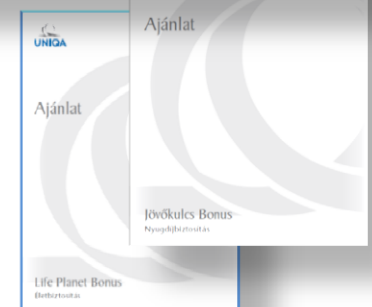 UNIQA
Ajánlat
Life Planet Bonus
Életbiztosítás
Ajánlat
Jövőkulcs Bonus
Nyugdíjbiztosítás